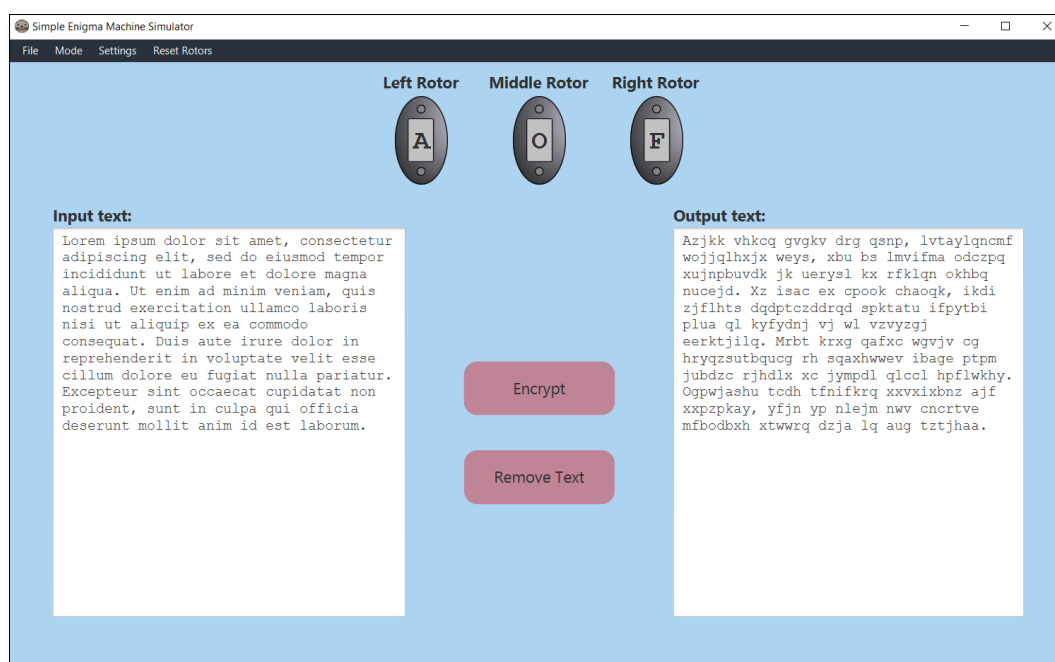 Simple Enigma Machine Simulator
File Mode Settings Reset Rotors
Left Rotor Middle Rotor Right Rotor
A O F
Input text:
Lorem ipsum dolor sit amet, consectetur
adipiscing elit, sed do eiusmod tempor
incididunt ut labore et dolore magna
aliqua. Ut enim ad minim veniam, quis
nostrud exercitation ullamco laboris
nisi ut aliquip ex ea commodo
consequat. Duis aute irure dolor in
reprehenderit in voluptate velit esse
cillum dolore eu fugiat nulla pariatur.
Excepteur sint occaecat cupidatat non
proident, sunt in culpa qui officia
deserunt mollit anim id est laborum.
Encrypt
Remove Text
Output text:
Azjkk vhkcq gvgkv drg qsnp, lvtaylqncmf
wojjqlhxjx weys, xbu bs lmvifma odczpq
xujnpbuvdk jk uerysl kx rfklqn okhbq
nucejd. Xz isac ex cpook chaoqk, ikdi
zjflhts dqdptczddrqd spktatu ifpytbi
plua ql kyfydnj vj wl vzvyzgj
eerktjilq. Mrbt krxg qafxc wgvjv cg
hryqzsutbqucg rh sqaxhwwev ibage ptpm
jubdzc rjhdlx xc jympdl qlccl hpflwkhy.
Ogpwjashu tcdh tfnifkrq xxvxixbnz ajf
xxpzpkay, yfjn yp nlejm nwv cncrtve
mfbodbxh xtwwrq dzja lq aug tztjhaa.